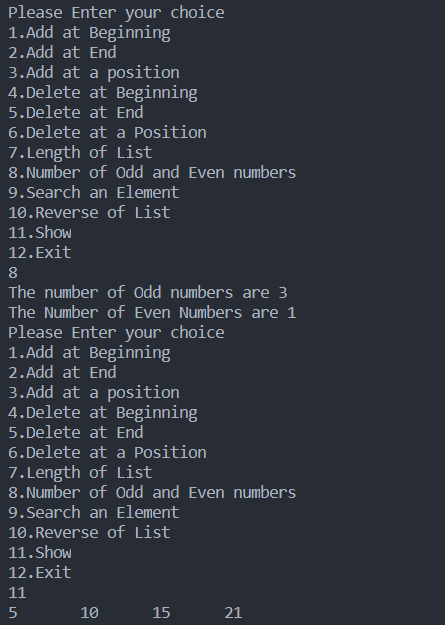 Please Enter your choice
1.Add at Beginning
2.Add at End
3.Add at a position
4.Delete at Beginning
5.Delete at End
6.Delete at a Position
7.Length of List
8.Number of Odd and Even numbers
9.Search an Element
10.Reverse of List
11.Show
12.Exit
8
The number of Odd numbers are 3
The Number of Even Numbers are 1
Please Enter your choice
1.Add at Beginning
2.Add at End
3.Add at a position
4.Delete at Beginning
5.Delete at End
6.Delete at a Position
7.Length of List
8.Number of Odd and Even numbers
9.Search an Element
10.Reverse of List
11.Show
12.Exit
11
5       10      15      21